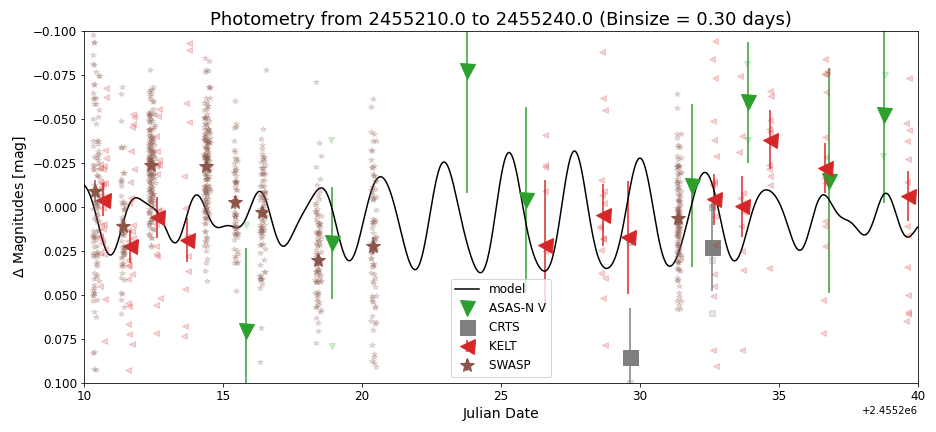 Photometry from 2455210.0 to 2455240.0 (Binsize = 0.30 days)
Δ Magnitudes [mag]
−0.100
−0.075
−0.050
−0.025
0.000
0.025
0.050
0.075
0.100
model
ASAS-N V
CRTS
KELT
SWASP
10 15 20 25 30 35 40
Julian Date
+2.4552e6